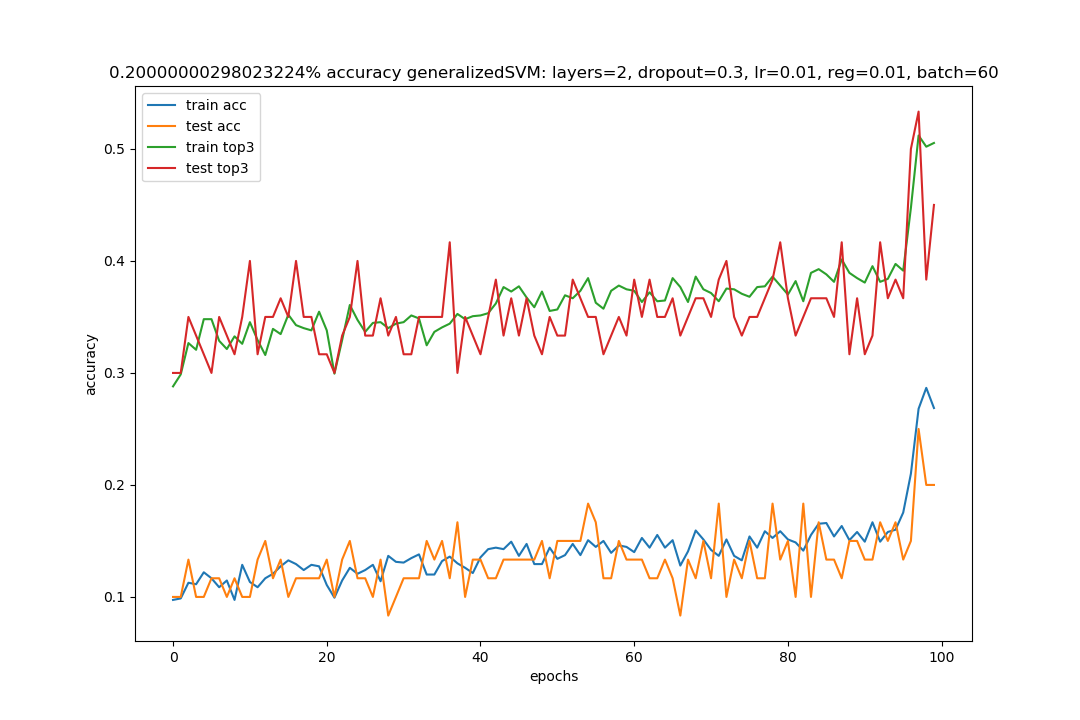 0.20000000298023224% accuracy generalizedSVM: layers=2, dropout=0.3, lr=0.01, reg=0.01, batch=60
train acc
test acc
train top3
test top3
accuracy
0.5
0.4
0.3
0.2
0.1
0 20 40 60 80 100
epochs